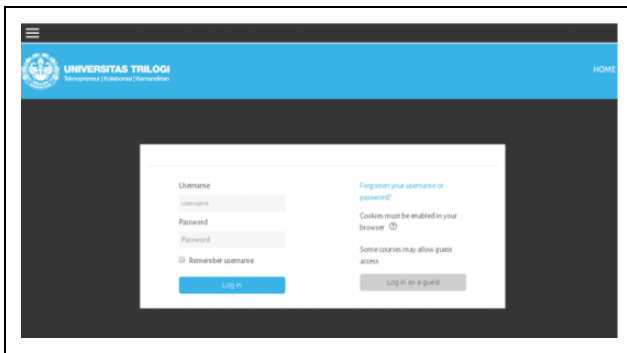 UNIVERSITAS TRILOGI
Teknopreneur | Kolaborasi | Kemandirian
HOME
Username
Username
Password
Password
Remember username
Log in
Forgotten your username or
password?
Cookies must be enabled in your
browser
Some courses may allow guest
access
Log in as a guest